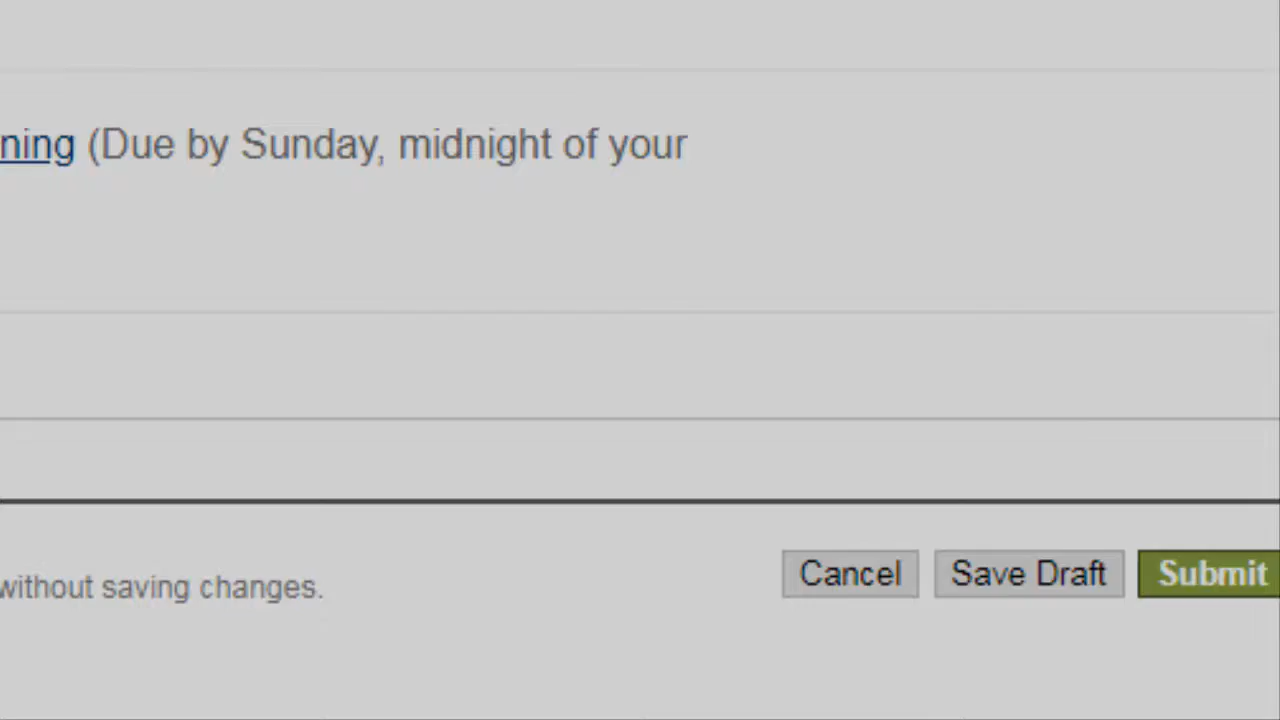 ning (Due by Sunday, midnight of your
without saving changes.
Cancel
Save Draft
Submit